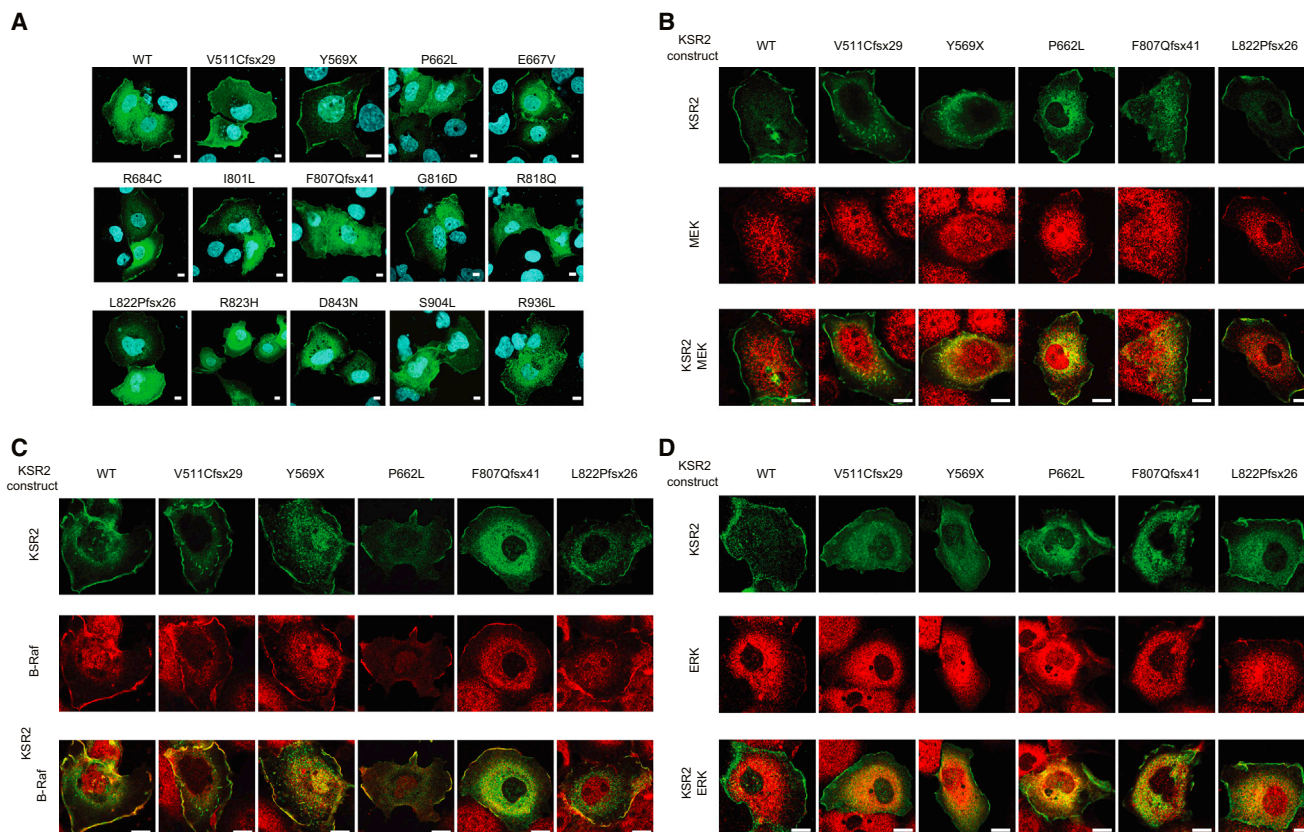 A
WT V511Cfsx29 Y569X P662L E667V
R684C I801L F807Qfsx41 G816D R818Q
L822Pfsx26 R823H D843N S904L R936L
B
KSR2
construct
WT V511Cfsx29 Y569X P662L F807Qfsx41 L822Pfsx26
KSR2
MEK
KSR2
MEK
C
KSR2
construct
WT V511Cfsx29 Y569X P662L F807Qfsx41 L822Pfsx26
KSR2
B-Raf
KSR2
B-Raf
D
KSR2
construct
WT V511Cfsx29 Y569X P662L F807Qfsx41 L822Pfsx26
KSR2
ERK
KSR2
ERK